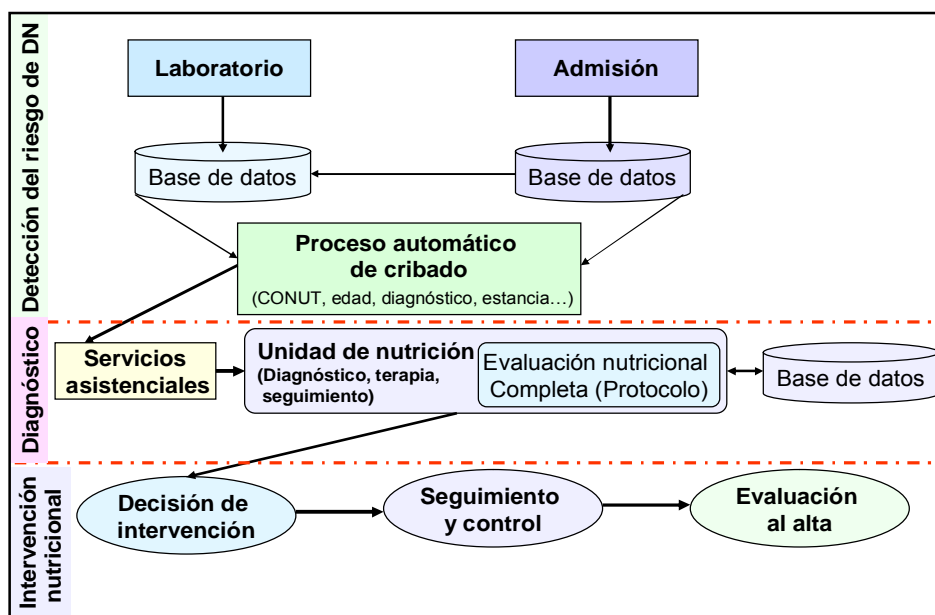 Detección del riesgo de DN
Laboratorio
Admisión
Base de datos
Base de datos
Proceso automático
de cribado
(CONUT, edad, diagnóstico, estancia…)
Diagnóstico
Servicios
asistenciales
Unidad de nutrición
(Diagnóstico, terapia,
seguimiento)
Evaluación nutricional
Completa (Protocolo)
Base de datos
Intervención
nutricional
Decisión de
intervención
Seguimiento
y control
Evaluación
al alta